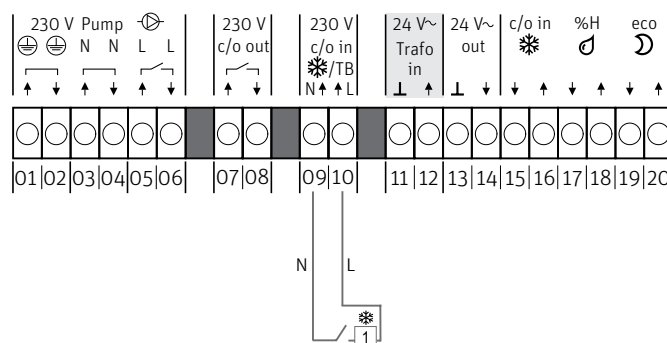 230 V Pump
N N L L
230 V
c/o out
230 V
c/o in
/TB
N L
24 V~
Trafo
in
24 V~
out
c/o in
%H
eco
01 02 03 04 05 06 07 08 09 10 11 12 13 14 15 16 17 18 19 20
N L
1